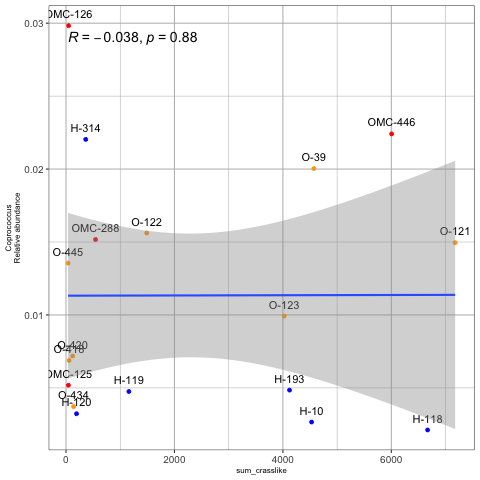 OMC-126
0.03
R = −0.038, p = 0.88
H-314
OMC-446
O-39
0.02
OMC-288
O-122
O-121
O-445
Coprococcus
Relative abundance
0.01
O-123
O-420
OMC-125
H-119
H-193
O-434
H-120
H-10
H-118
0
2000
4000
6000
sum_crasslike